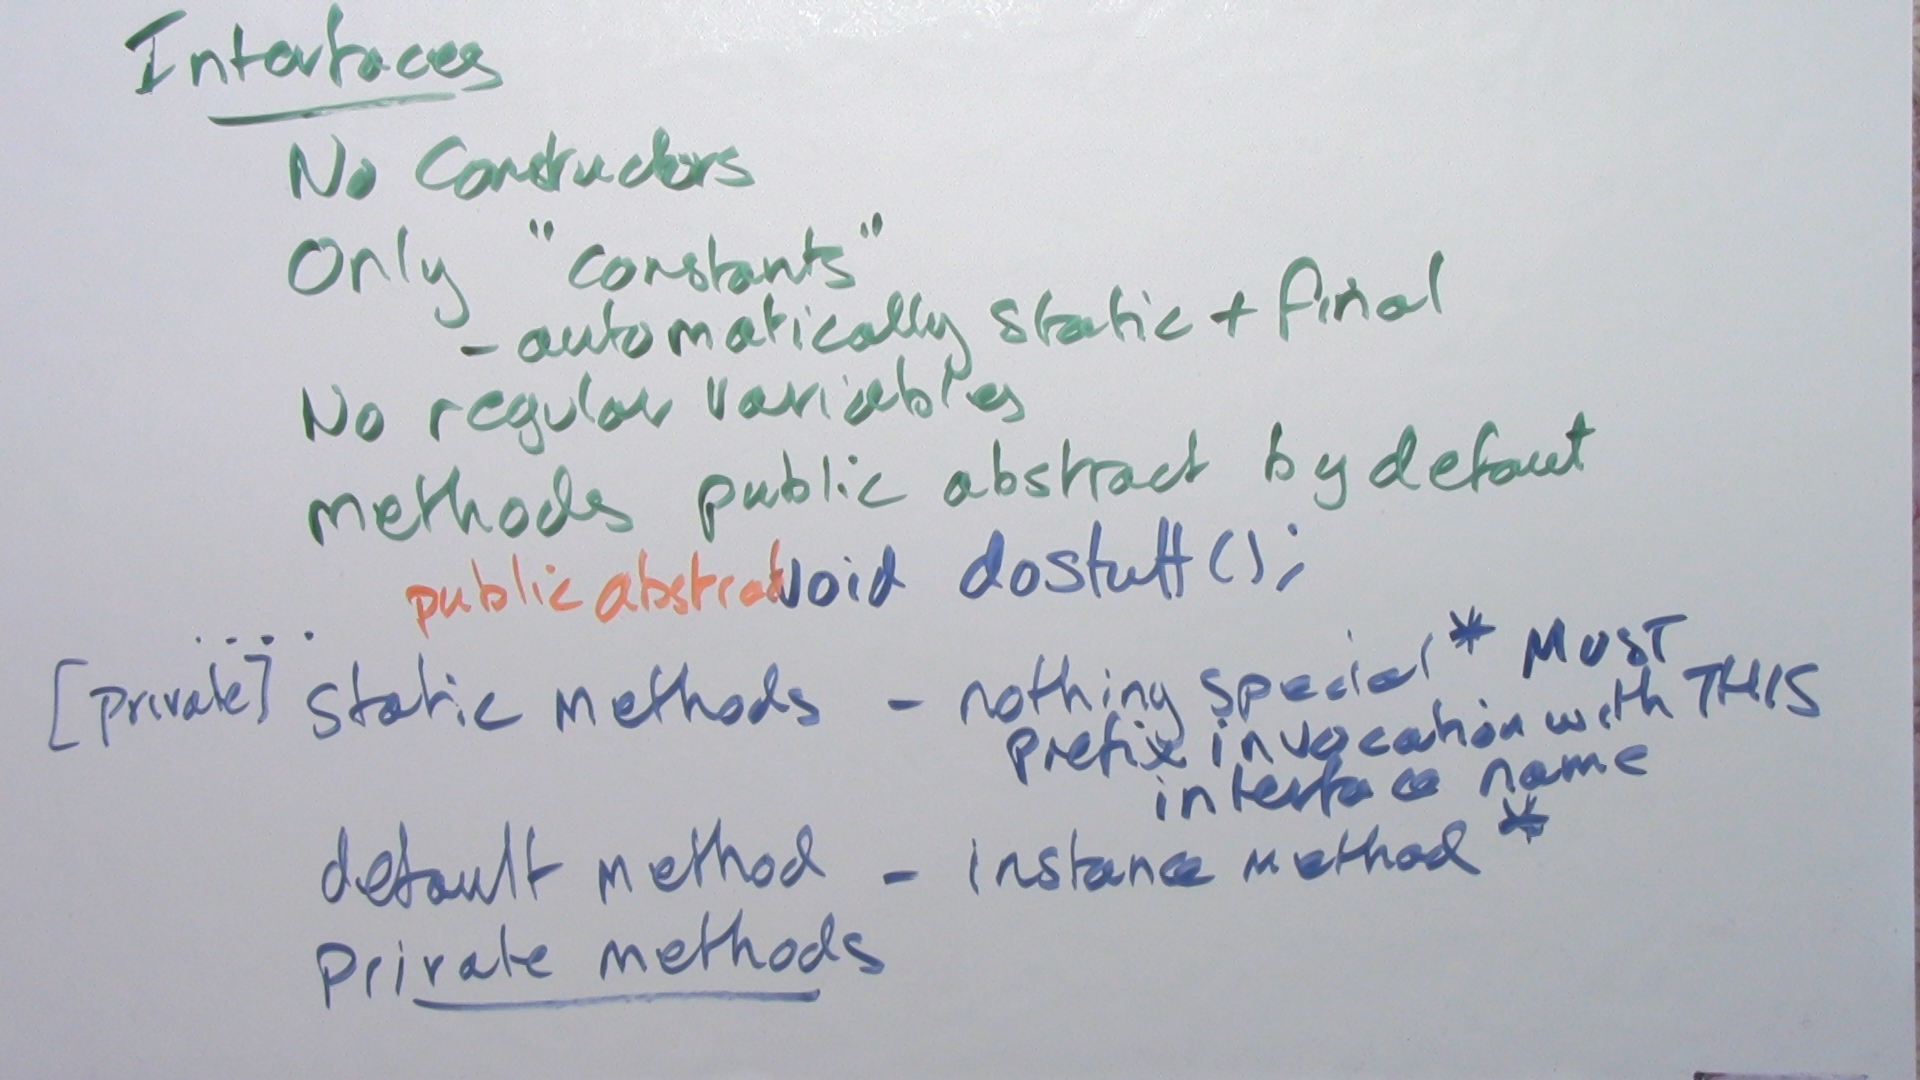 Interfaces
No Constructors
Only "constants"
- automatically static + final
No regular variables
methods public abstract by defaut
public abstract void doStuff();
[private] static methods - nothing special * MUST
prefix invocation with THIS
interface name
default method - instance method *
private methods